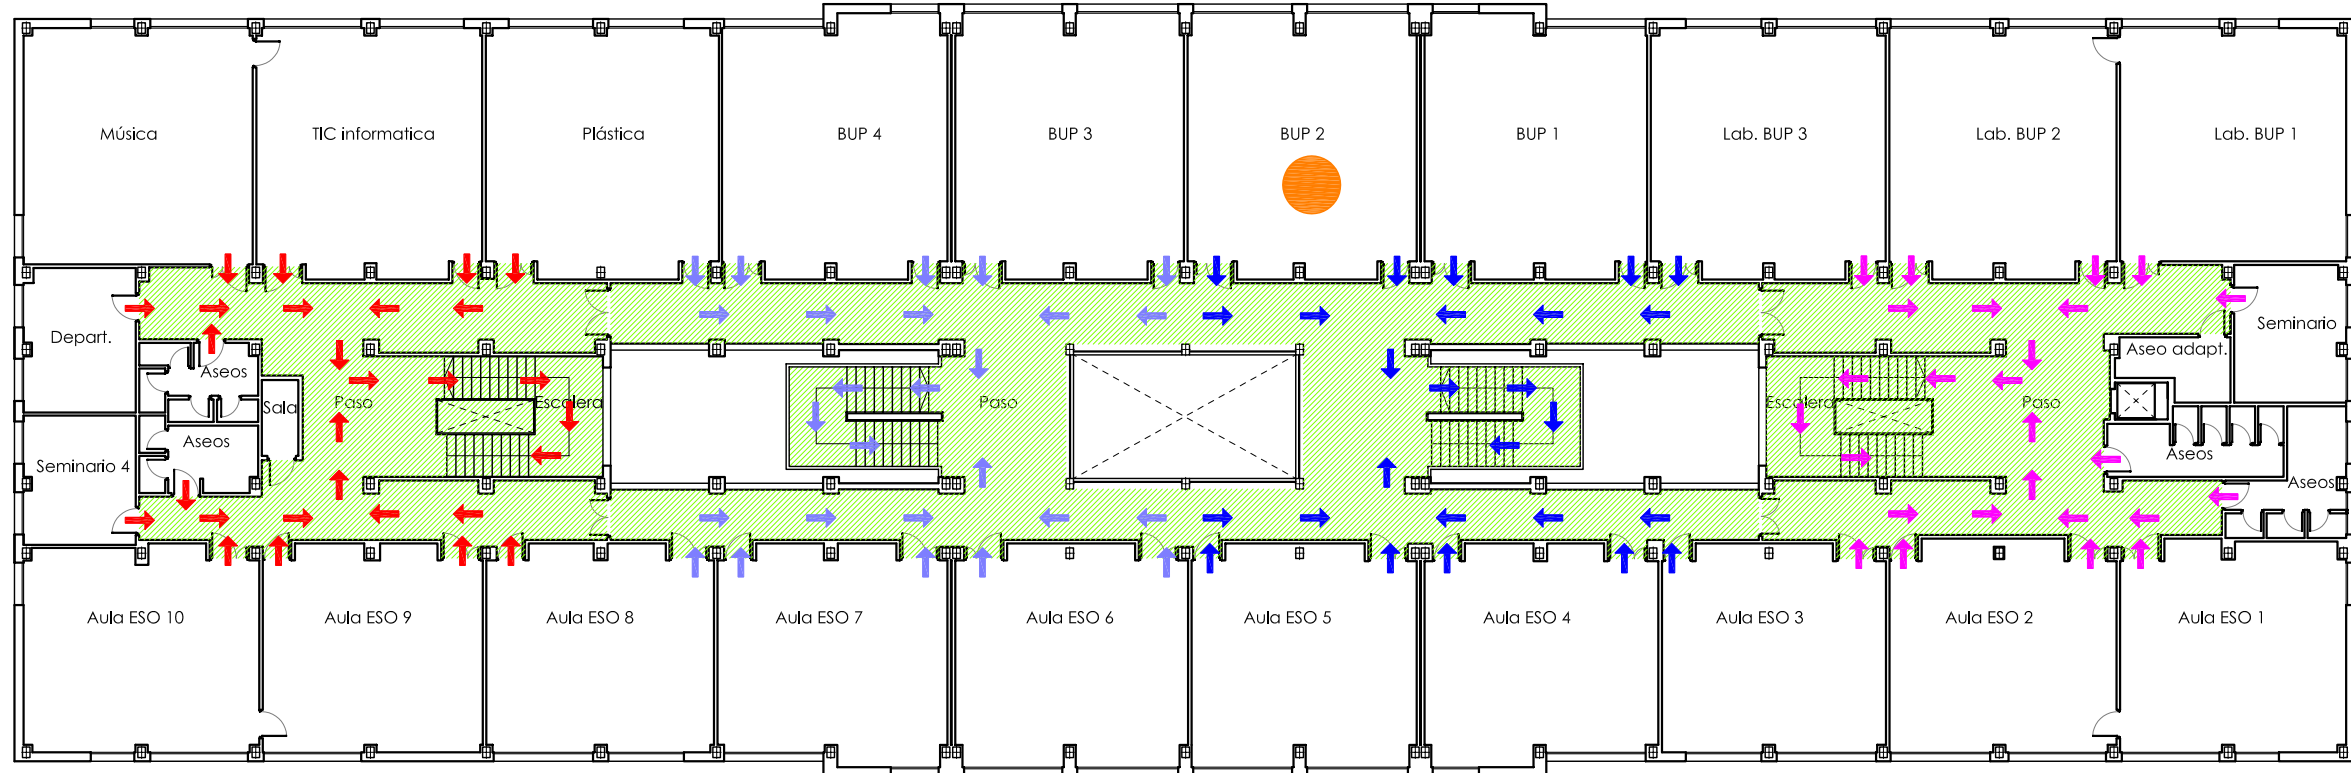 Música
TIC informatica
Plástica
BUP 4
BUP 3
BUP 2
BUP 1
Lab. BUP 3
Lab. BUP 2
Lab. BUP 1
Depart.
Seminario
Aseos
Aseo adapt.
Sala
Paso
Escalera
Paso
Escalera
Paso
Aseos
Seminario 4
Aseos
Aseos
Aula ESO 10
Aula ESO 9
Aula ESO 8
Aula ESO 7
Aula ESO 6
Aula ESO 5
Aula ESO 4
Aula ESO 3
Aula ESO 2
Aula ESO 1